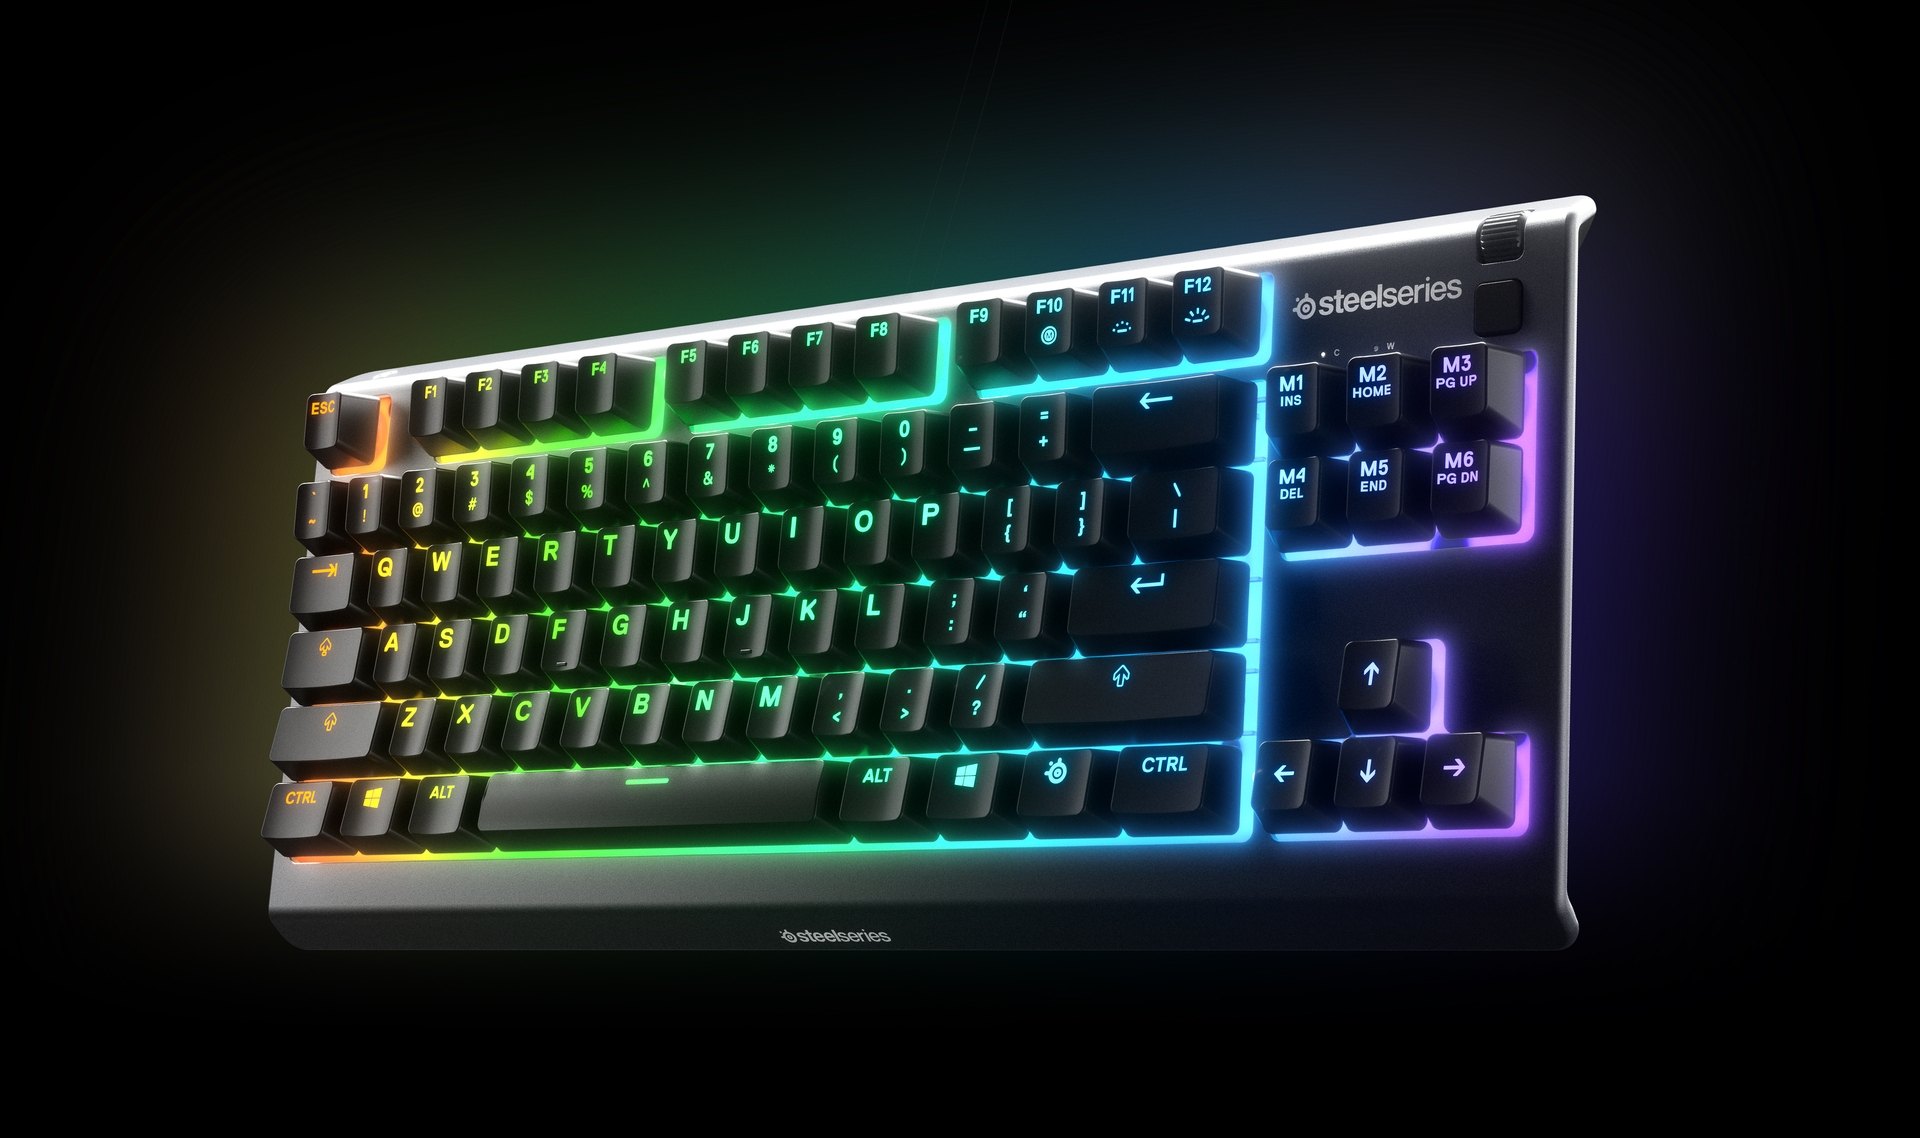 steelseries
ESC F1 F2 F3 F4 F5 F6 F7 F8 F9 F10 F11 F12
C 9 W
M1 INS M2 HOME M3 PG UP
` ~ 1 ! 2 @ 3 # 4 $ 5 % 6 ^ 7 & 8 * 9 ( 0 ) - _ = + ←
M4 DEL M5 END M6 PG DN
Q W E R T Y U I O P [ { ] } \ |
A S D F G H J K L ; : ‘ “ ↵
Z X C V B N M , < . > / ?
↑
CTRL ALT ALT CTRL ← ↓ →
steelseries